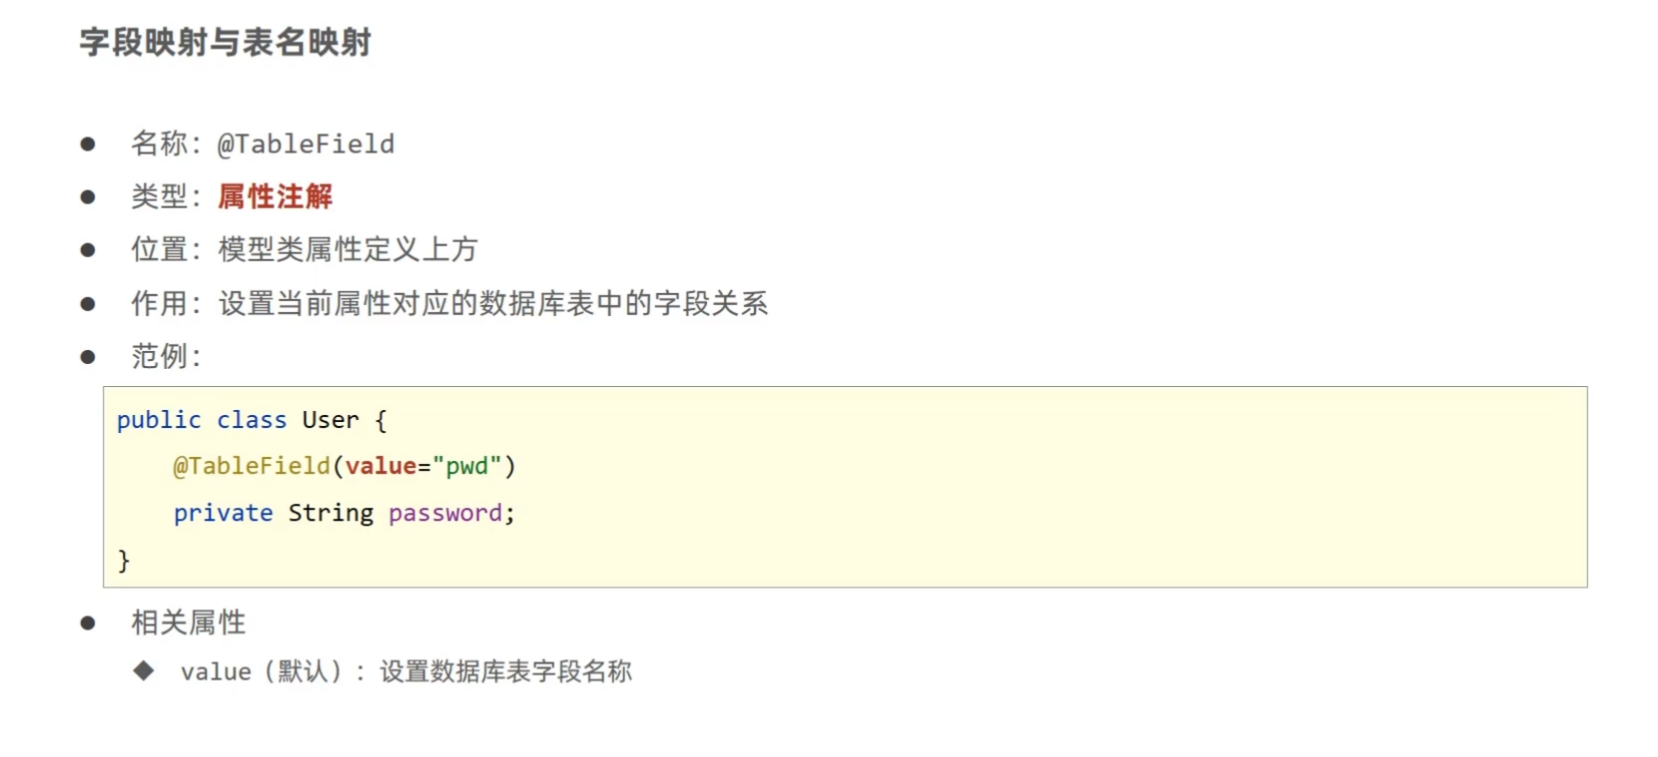 字段映射与表名映射
● 名称：@TableField
● 类型：属性注解
● 位置：模型类属性定义上方
● 作用：设置当前属性对应的数据库表中的字段关系
● 范例：
public class User {
    @TableField(value="pwd")
    private String password;
}
● 相关属性
◆ value（默认）：设置数据库表字段名称